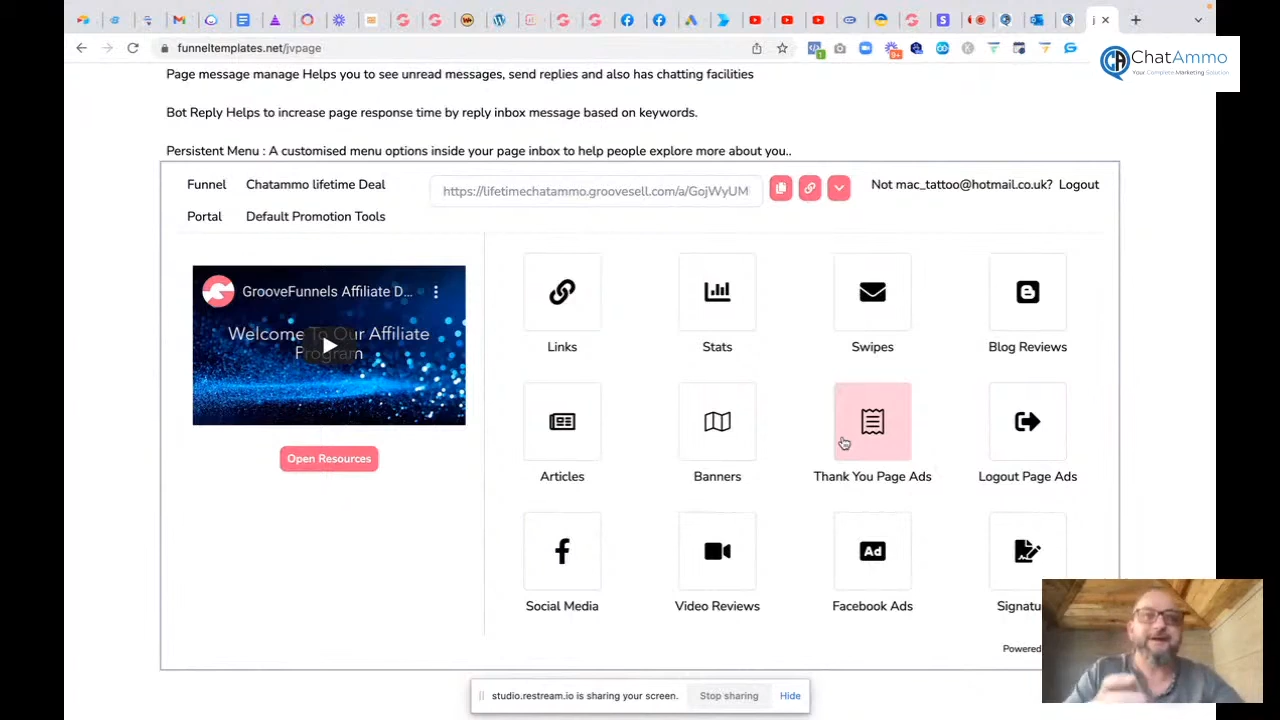 j
funneltemplates.net/jvpage
1
9+
ChatAmmo
Your Complete Marketing Solution
Page message manage Helps you to see unread messages, send replies and also has chatting facilities
Bot Reply Helps to increase page response time by reply inbox message based on keywords.
Persistent Menu : A customised menu options inside your page inbox to help people explore more about you..
Funnel Chatammo lifetime Deal
https://lifetimechatammo.groovesell.com/a/GojWyUM
Not mac_tattoo@hotmail.co.uk? Logout
Portal Default Promotion Tools
GrooveFunnels Affiliate D...
Welcome To Our Affiliate
Program
Open Resources
Links
Stats
Swipes
Blog Reviews
Articles
Banners
Thank You Page Ads
Logout Page Ads
Social Media
Video Reviews
Ad
Facebook Ads
Signatu
Powered
studio.restream.io is sharing your screen. Stop sharing Hide